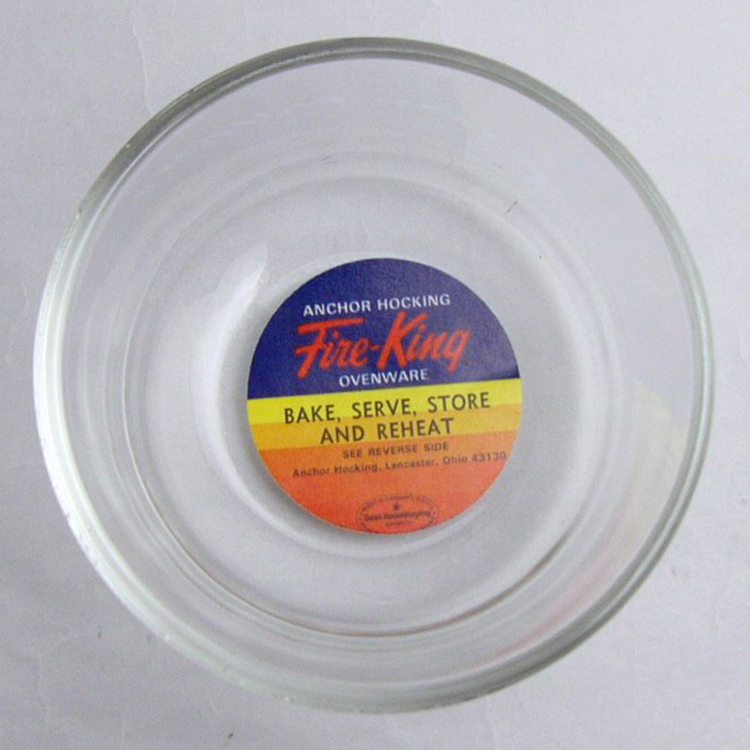 ANCHOR HOCKING
Fire-King
OVENWARE
BAKE, SERVE, STORE
AND REHEAT
SEE REVERSE SIDE
Anchor Hocking, Lancaster, Ohio 43130
Good Housekeeping